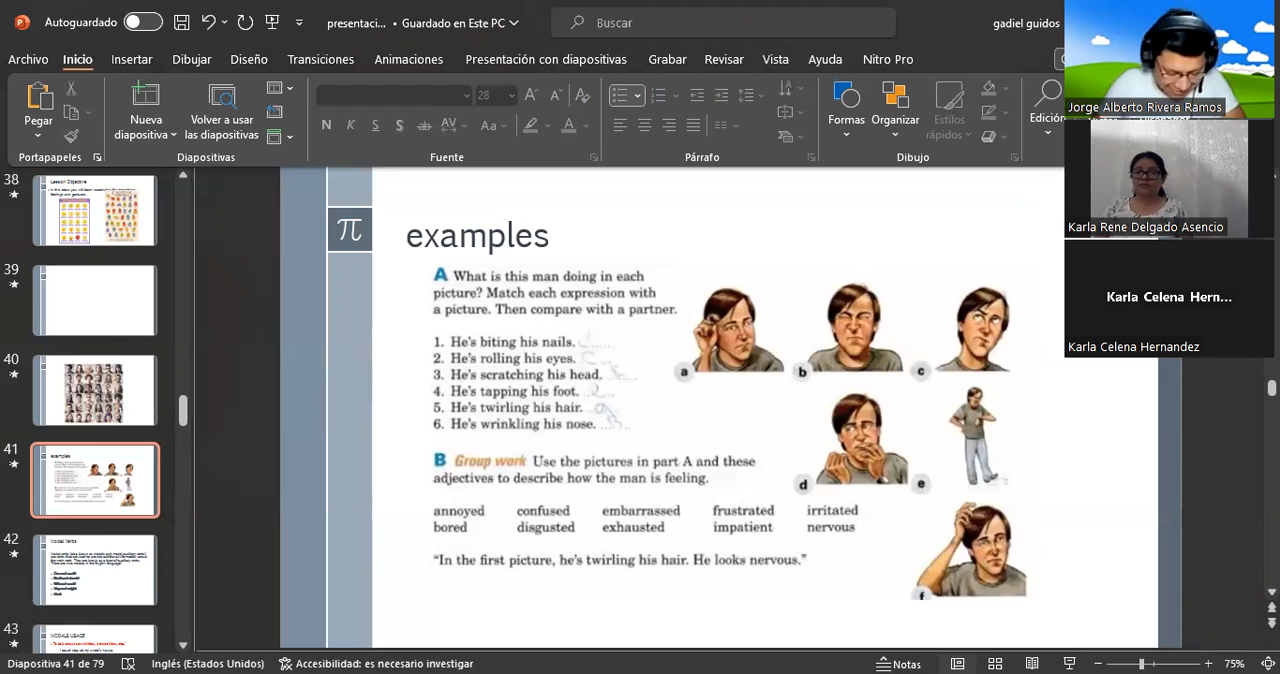 Autoguardado
presentaci... • Guardado en Este PC
Buscar
gadiel guidos
Archivo Inicio Insertar Dibujar Diseño Transiciones Animaciones Presentación con diapositivas Grabar Revisar Vista Ayuda Nitro Pro
Pegar
Nueva diapositiva
Volver a usar las diapositivas
28
N K S S ab AV Aa A
Formas Organizar Estilos rápidos Edición
Portapapeles Diapositivas Fuente Párrafo Dibujo
Jorge Alberto Rivera Ramos
Karla Rene Delgado Asencio
Karla Celena Hern...
Karla Celena Hernandez
38
Lesson Objective
39
40
41
examples
42
Modal Verbs
43
MODALS USAGE
π
examples
A What is this man doing in each
picture? Match each expression with
a picture. Then compare with a partner.
1. He's biting his nails.
2. He's rolling his eyes.
3. He's scratching his head.
4. He's tapping his foot.
5. He's twirling his hair.
6. He's wrinkling his nose.
a b c
d e
f
B Group work Use the pictures in part A and these
adjectives to describe how the man is feeling.
annoyed confused embarrassed frustrated irritated
bored disgusted exhausted impatient nervous
"In the first picture, he's twirling his hair. He looks nervous."
Diapositiva 41 de 79 Inglés (Estados Unidos) Accesibilidad: es necesario investigar Notas 75%